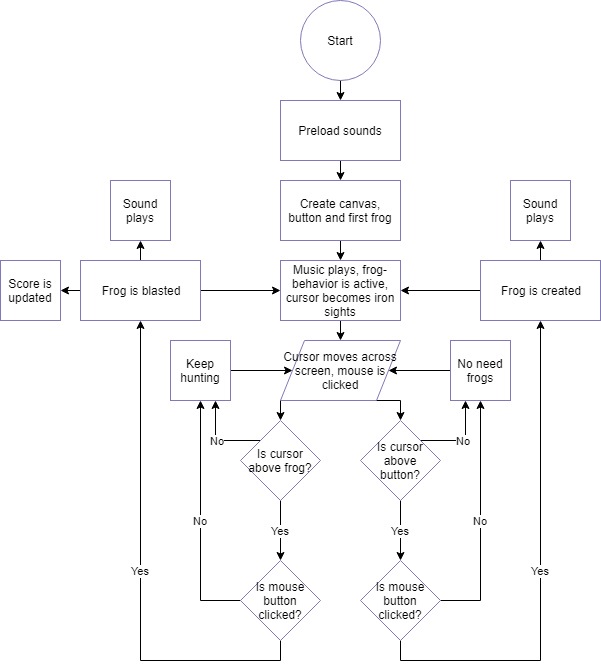 Start
Preload sounds
Sound
plays
Create canvas,
button and first frog
Sound
plays
Score is
updated
Frog is blasted
Music plays, frog-
behavior is active,
cursor becomes iron
sights
Frog is created
Keep
hunting
Cursor moves across
screen, mouse is
clicked
No need
frogs
No
Is cursor
above frog?
Is cursor
above
button?
No
No
Yes
Yes
No
Yes
Is mouse
button
clicked?
Is mouse
button
clicked?
Yes